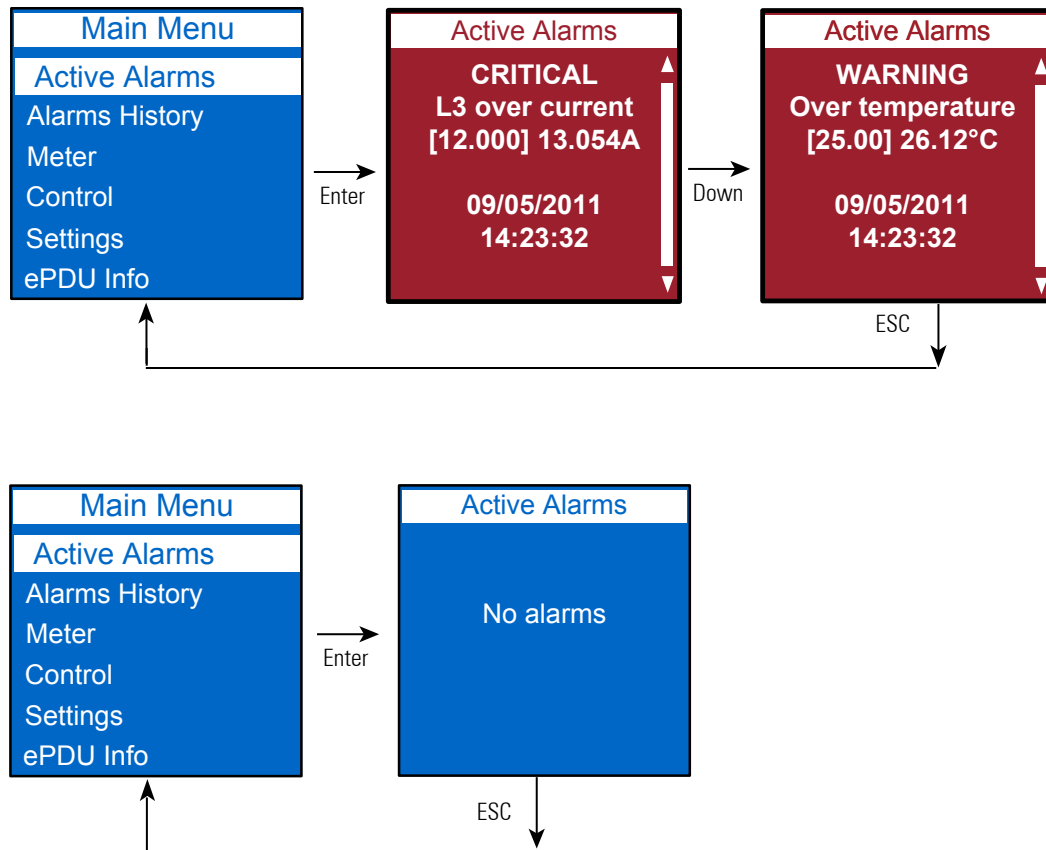 Main Menu
Active Alarms
Alarms History
Meter
Control
Settings
ePDU Info
Enter
Active Alarms
CRITICAL
L3 over current
[12.000] 13.054A
09/05/2011
14:23:32
Down
Active Alarms
WARNING
Over temperature
[25.00] 26.12°C
09/05/2011
14:23:32
ESC
Main Menu
Active Alarms
Alarms History
Meter
Control
Settings
ePDU Info
Enter
Active Alarms
No alarms
ESC